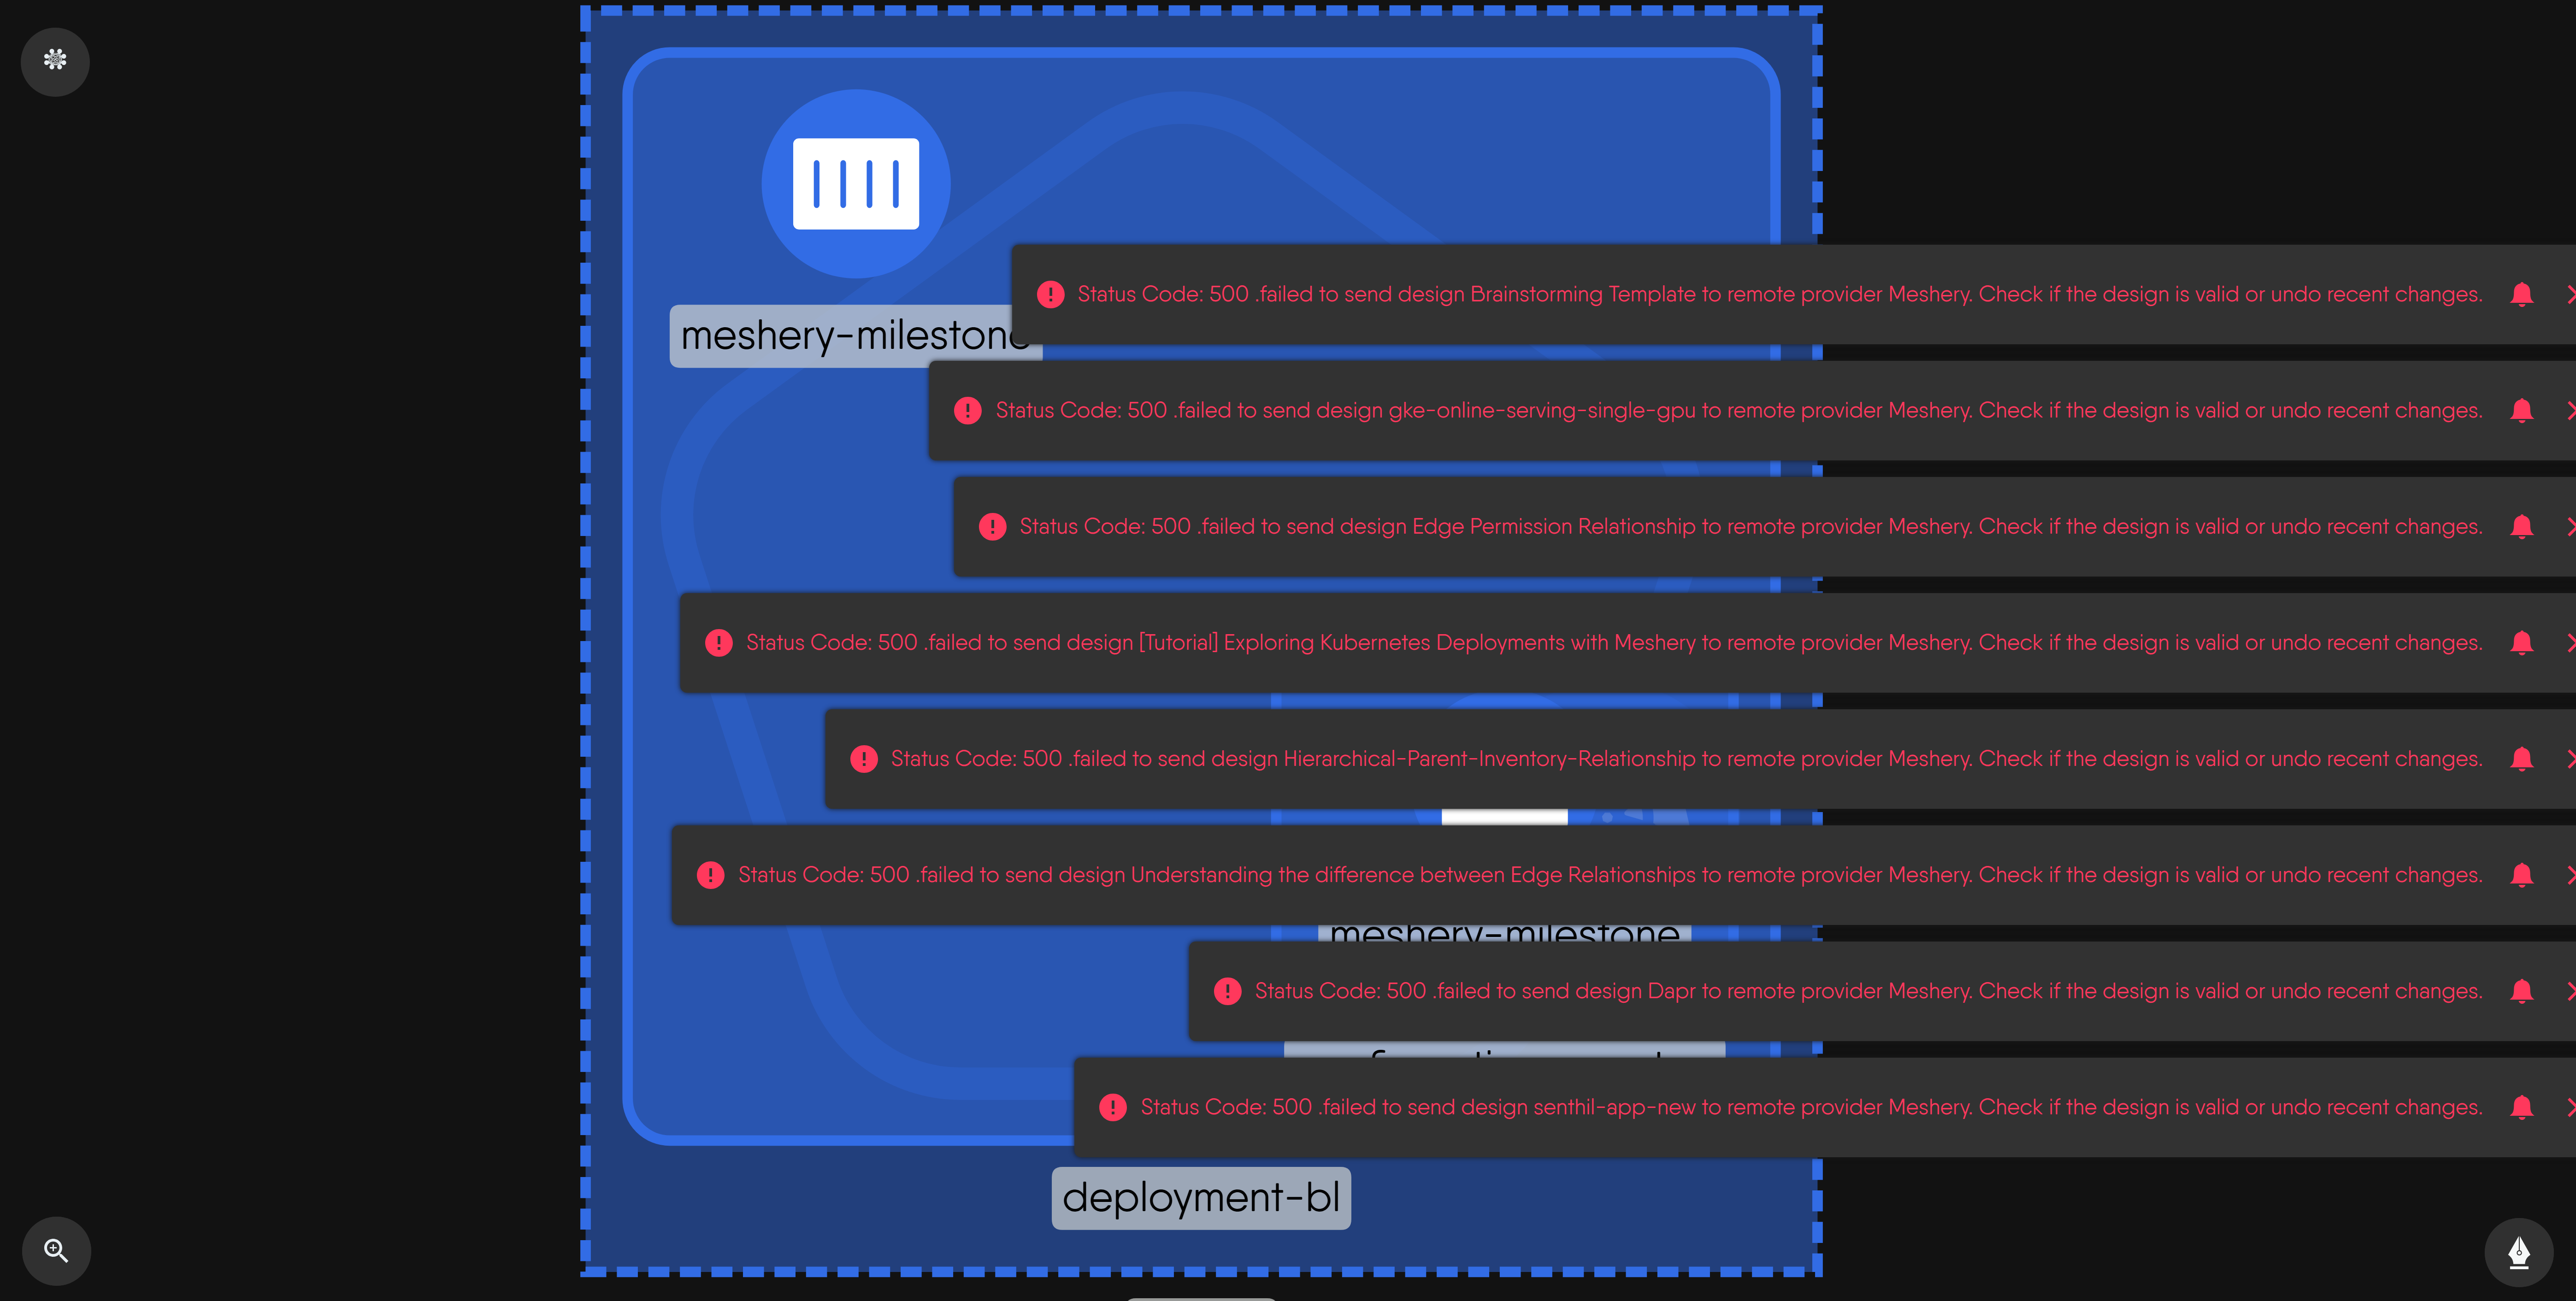 meshery-milestone
Status Code: 500 .failed to send design Brainstorming Template to remote provider Meshery. Check if the design is valid or undo recent changes.
Status Code: 500 .failed to send design gke-online-serving-single-gpu to remote provider Meshery. Check if the design is valid or undo recent changes.
Status Code: 500 .failed to send design Edge Permission Relationship to remote provider Meshery. Check if the design is valid or undo recent changes.
Status Code: 500 .failed to send design [Tutorial] Exploring Kubernetes Deployments with Meshery to remote provider Meshery. Check if the design is valid or undo recent changes.
Status Code: 500 .failed to send design Hierarchical-Parent-Inventory-Relationship to remote provider Meshery. Check if the design is valid or undo recent changes.
Status Code: 500 .failed to send design Understanding the difference between Edge Relationships to remote provider Meshery. Check if the design is valid or undo recent changes.
meshery-milestone
Status Code: 500 .failed to send design Dapr to remote provider Meshery. Check if the design is valid or undo recent changes.
Status Code: 500 .failed to send design senthil-app-new to remote provider Meshery. Check if the design is valid or undo recent changes.
deployment-bl